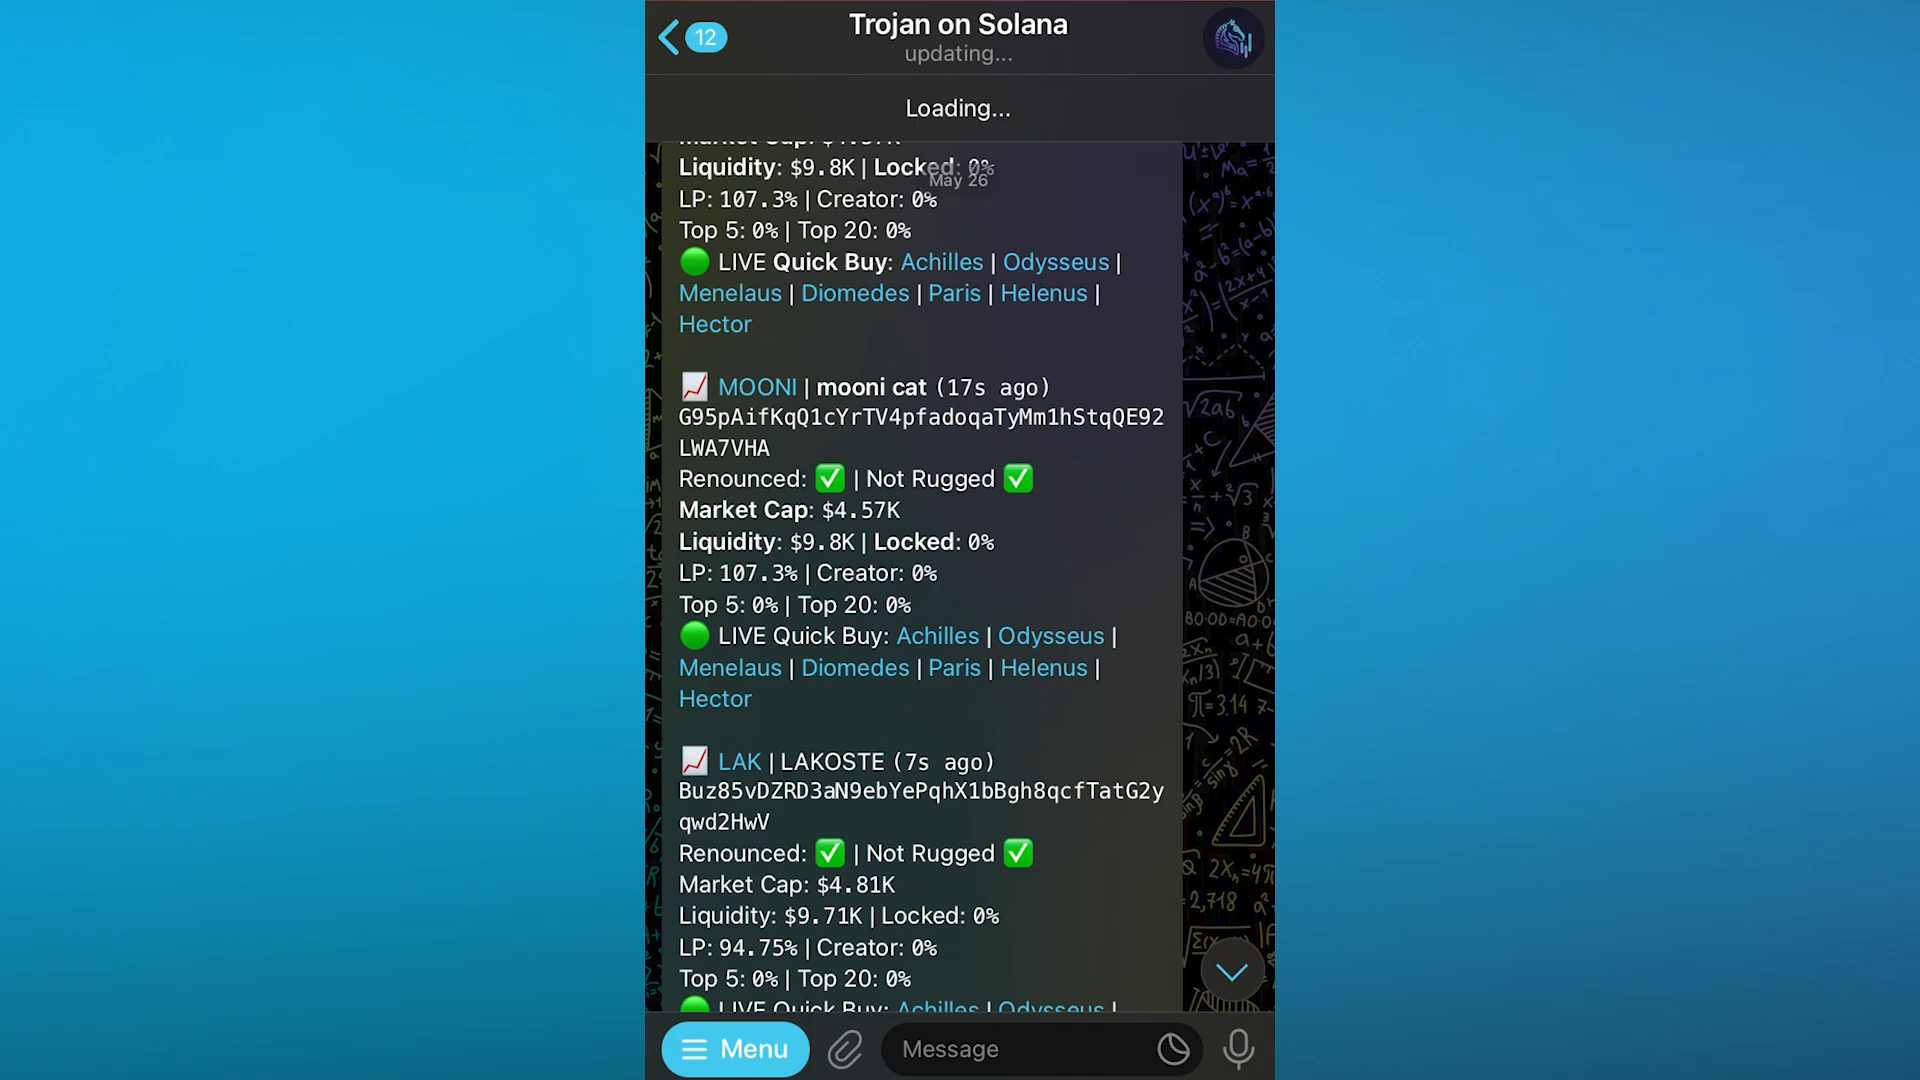 12
Trojan on Solana
updating...
Loading...
Liquidity: $9.8K | Locked: 0%
May 26
LP: 107.3% | Creator: 0%
Top 5: 0% | Top 20: 0%
LIVE Quick Buy: Achilles | Odysseus |
Menelaus | Diomedes | Paris | Helenus |
Hector
MOONI | mooni cat (17s ago)
G95pAifKqQ1cYrTV4pfadoqaTyMm1hStqQE92
LWA7VHA
Renounced: ✅ | Not Rugged ✅
Market Cap: $4.57K
Liquidity: $9.8K | Locked: 0%
LP: 107.3% | Creator: 0%
Top 5: 0% | Top 20: 0%
LIVE Quick Buy: Achilles | Odysseus |
Menelaus | Diomedes | Paris | Helenus |
Hector
LAK | LAKOSTE (7s ago)
Buz85vDZRD3aN9ebYePqhX1bBgh8qcfTatG2y
qwd2HwV
Renounced: ✅ | Not Rugged ✅
Market Cap: $4.81K
Liquidity: $9.71K | Locked: 0%
LP: 94.75% | Creator: 0%
Top 5: 0% | Top 20: 0%
LIVE Quick Buy: Achilles | Odysseus |
Menu
Message